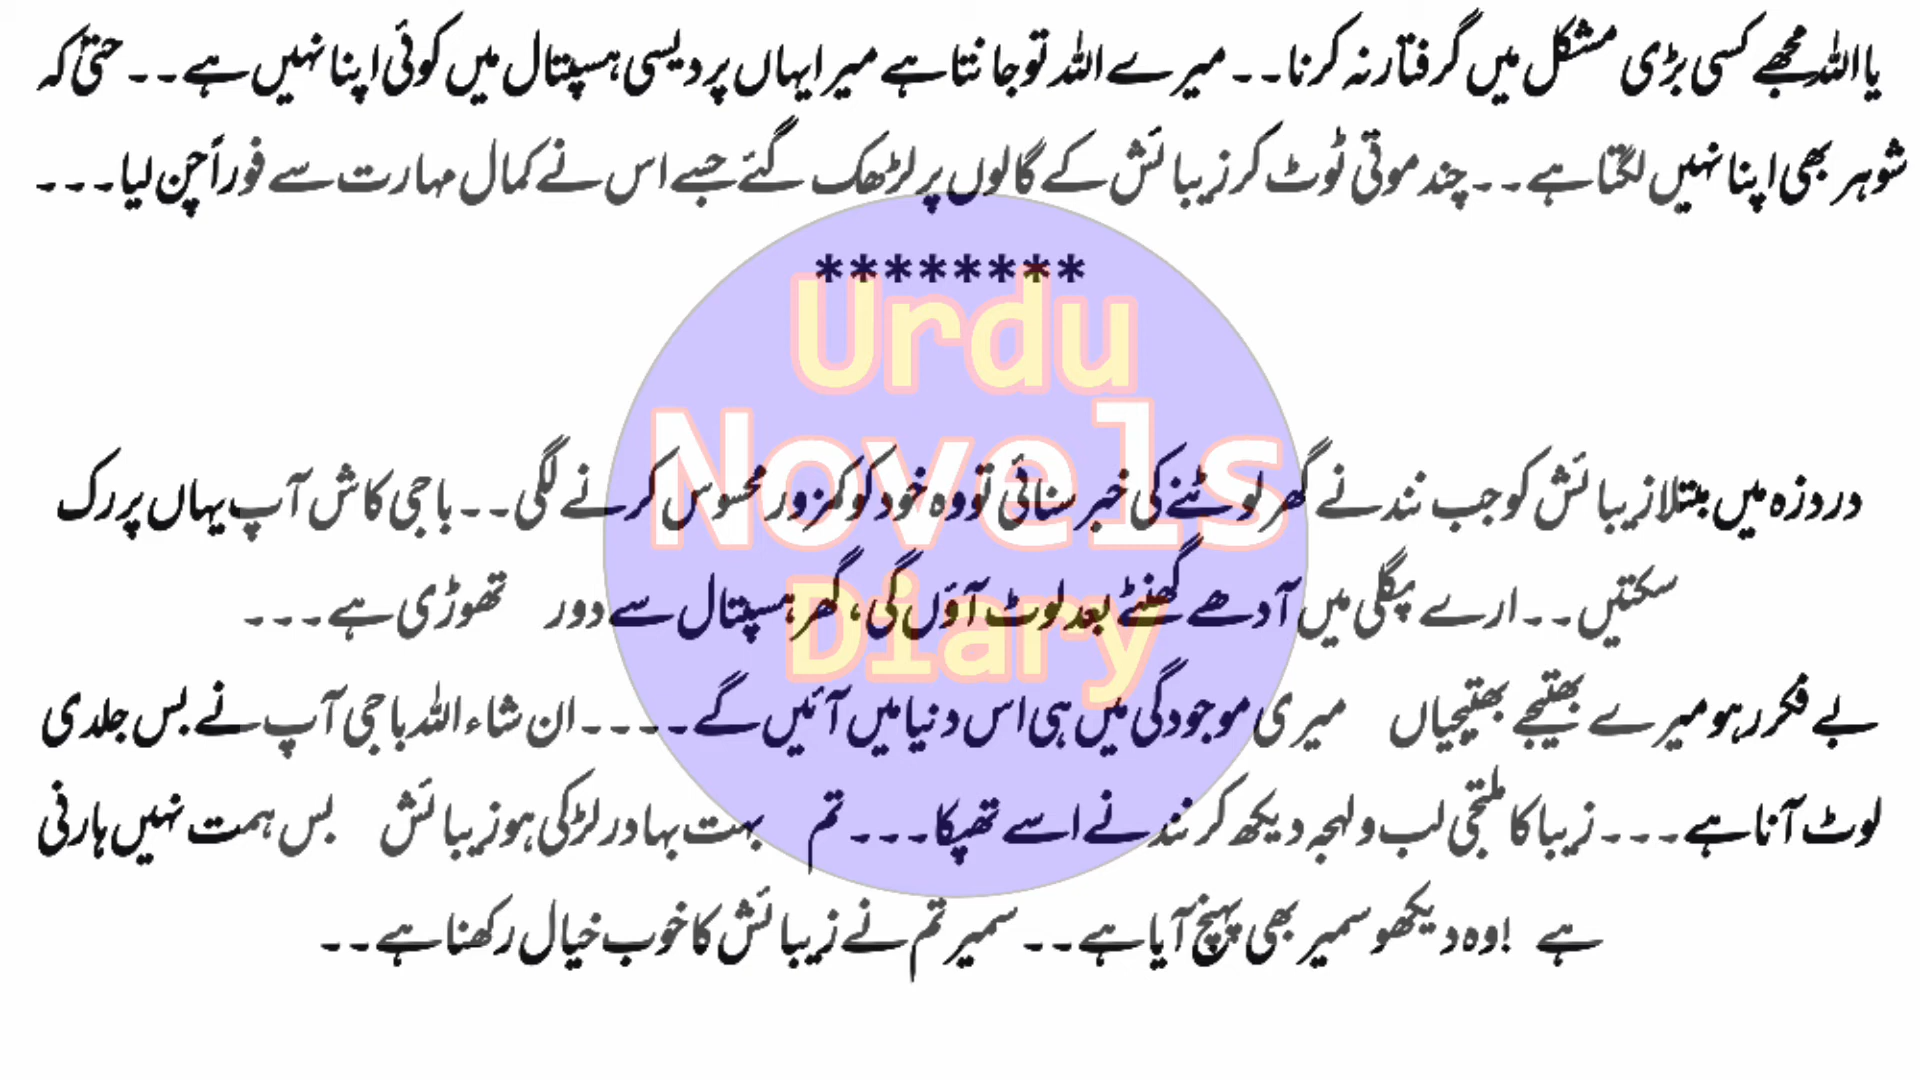 یا اللہ مجھے کسی بڑی مشکل میں گرفتار نہ کرنا۔۔ میرے اللہ تو جانتا ہے میرا یہاں پردیسی ہسپتال میں کوئی اپنا نہیں ہے۔۔ حتیٰ کہ
شوہر بھی اپنا نہیں لگتا ہے۔۔ چند موتی ٹوٹ کر زیبائش کے گالوں پر لڑھک گئے جسے اس نے کمال مہارت سے فوراً چن لیا۔۔۔
********
Urdu
Novels
Diary
دردزہ میں مبتلا زیبائش کو جب نند نے گھر لوٹنے کی خبر سنائی تو وہ خود کو کمزور محسوس کرنے لگی۔۔ باجی کاش آپ یہاں پر رک
سکتیں۔۔ ارے پگلی میں آدھے گھنٹے بعد لوٹ آؤں گی، گھر ہسپتال سے دور تھوڑی ہے۔۔۔
بے فکر رہو میرے بھتیجے بھتیجیاں میری موجودگی میں ہی اس دنیا میں آئیں گے۔۔۔۔ ان شاء اللہ باجی آپ نے بس جلدی
لوٹ آنا ہے۔۔۔ زیبا کا ملتجی لب و لہجہ دیکھ کر نند نے اسے تھپکا۔۔۔ تم بہت بہادر لڑکی ہو زیبائش بس ہمت نہیں ہارنی
ہے !وہ دیکھو سمیر بھی پہنچ آیا ہے۔۔ سمیر تم نے زیبائش کا خوب خیال رکھنا ہے۔۔